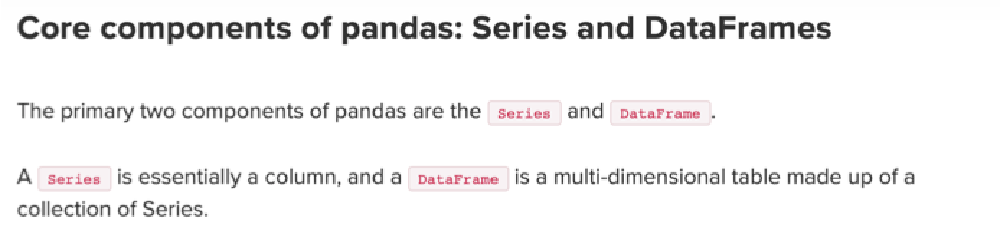 Core components of pandas: Series and DataFrames
The primary two components of pandas are the Series and DataFrame.
A Series is essentially a column, and a DataFrame is a multi-dimensional table made up of a
collection of Series.